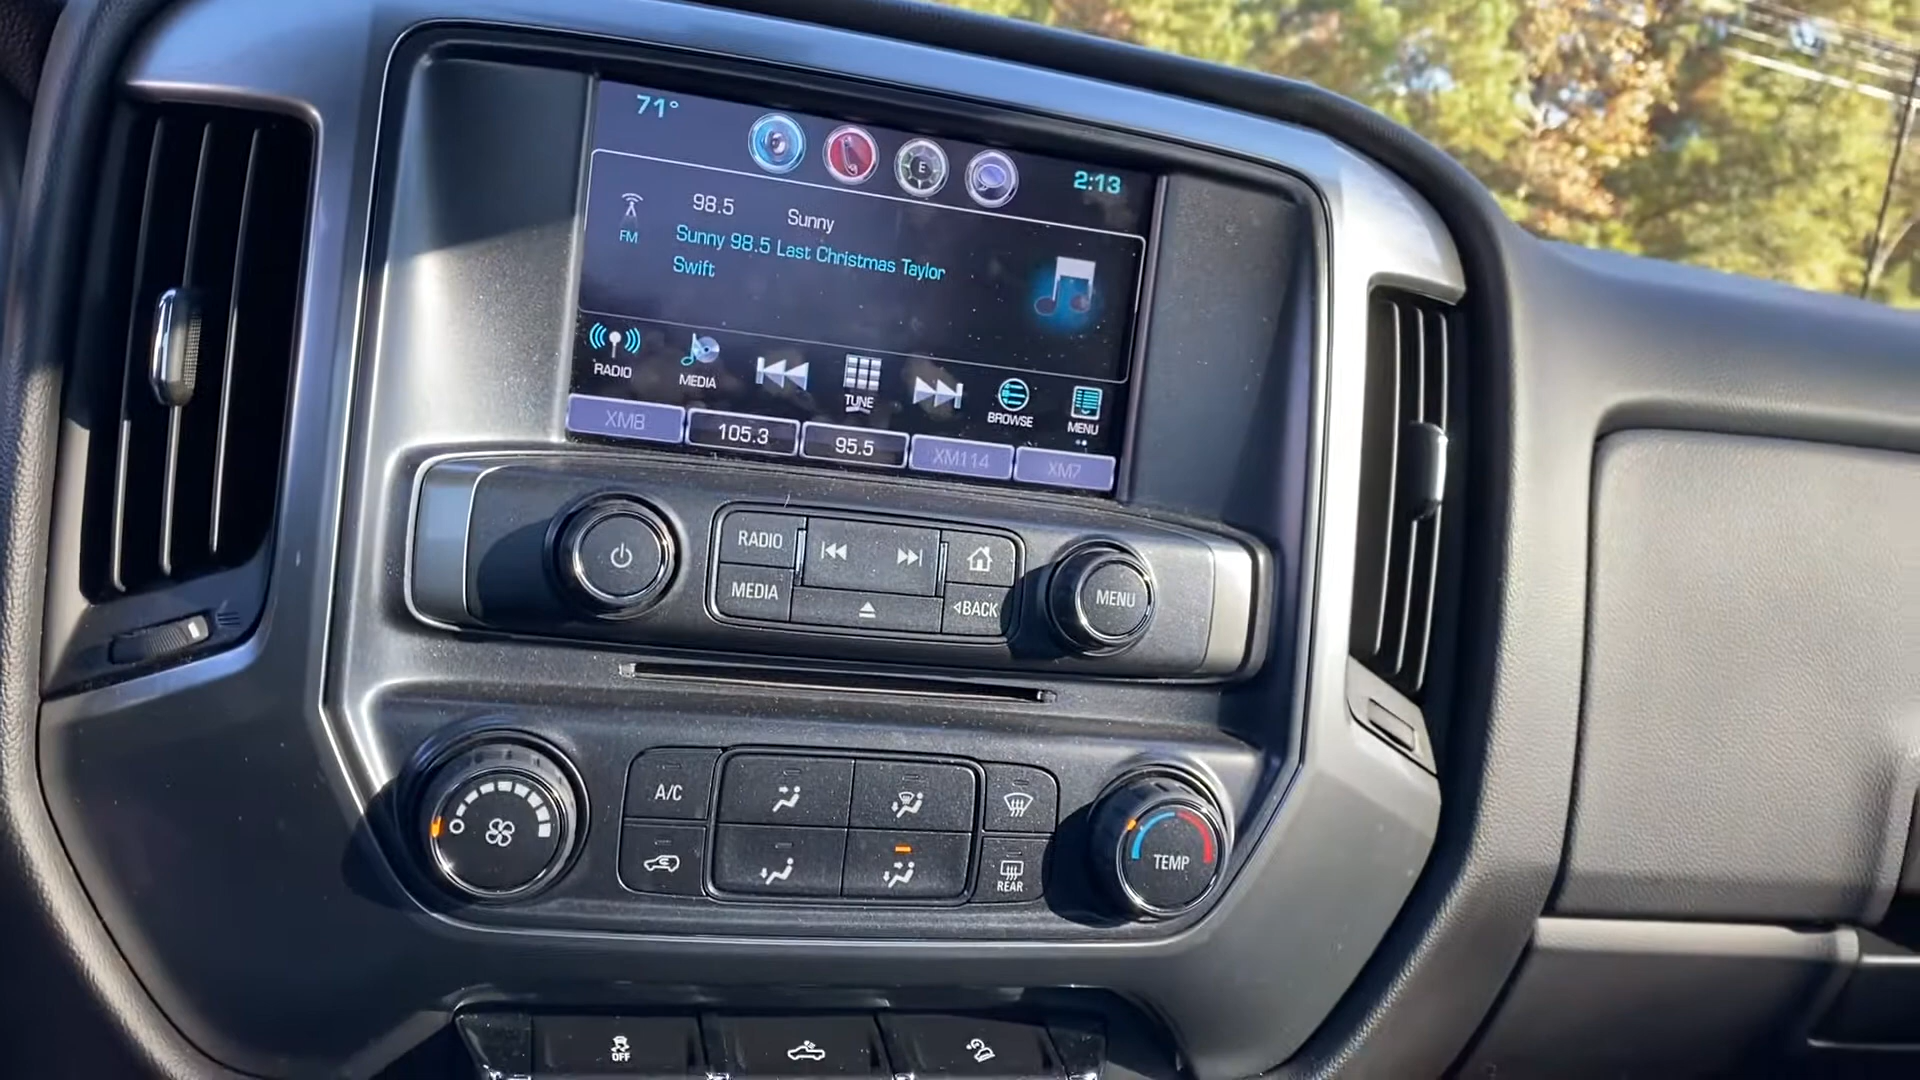 71°
E
2:13
98.5 Sunny
FM
Sunny 98.5 Last Christmas Taylor
Swift
RADIO
MEDIA
TUNE
BROWSE
MENU
XM8
105.3
95.5
XM114
XM7
RADIO
MEDIA
◁BACK
MENU
A/C
REAR
TEMP
OFF